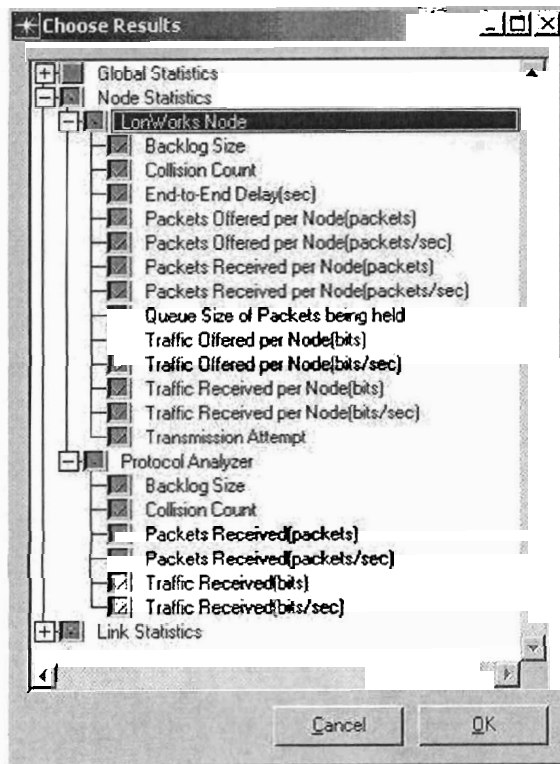 Choose Results
Global Statistics
Node Statistics
LonWorks Node
Backlog Size
Collision Count
End-to-End Delay(sec)
Packets Offered per Node(packets)
Packets Offered per Node(packets/sec)
Packets Received per Node(packets)
Packets Received per Node(packets/sec)
Queue Size of Packets being held
Traffic Offered per Node(bits)
Traffic Offered per Node(bits/sec)
Traffic Received per Node(bits)
Traffic Received per Node(bits/sec)
Transmission Attempt
Protocol Analyzer
Backlog Size
Collision Count
Packets Received(packets)
Packets Received(packets/sec)
Traffic Received(bits)
Traffic Received(bits/sec)
Link Statistics
Cancel OK